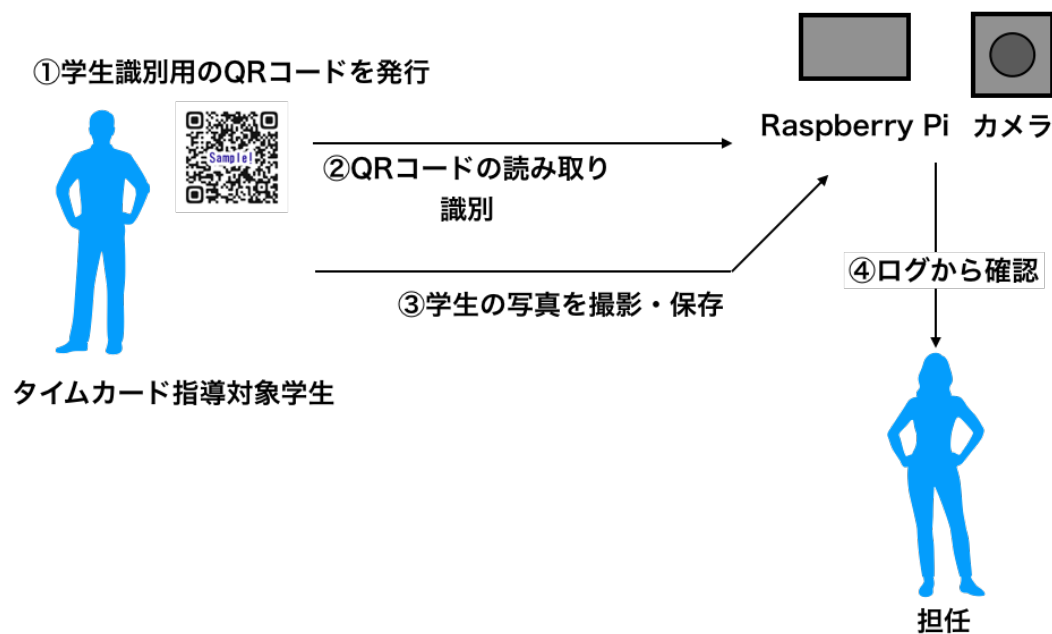 ①学生識別用のQRコードを発行
Sample!
Raspberry Pi カメラ
②QRコードの読み取り
識別
④ログから確認
③学生の写真を撮影・保存
タイムカード指導対象学生
担任